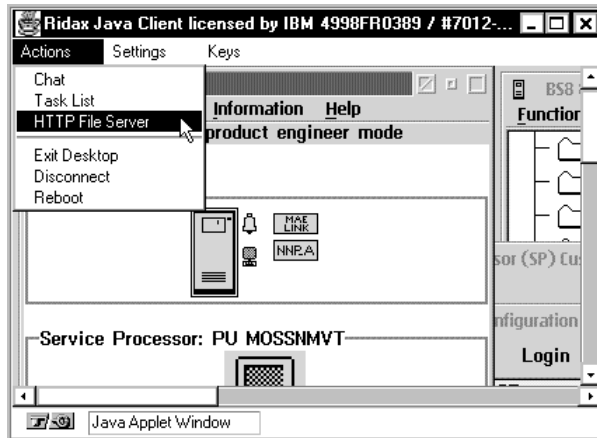 Ridax Java Client licensed by IBM 4998FR0389 / #7012-...
Actions Settings Keys
Chat
Task List
HTTP File Server
Exit Desktop
Disconnect
Reboot
Information Help
product engineer mode
MAE
LINK
NNP.A
BS8
Function
sor (SP) Cu
nfiguration
Service Processor: PU MOSSNMVT
Login
Java Applet Window